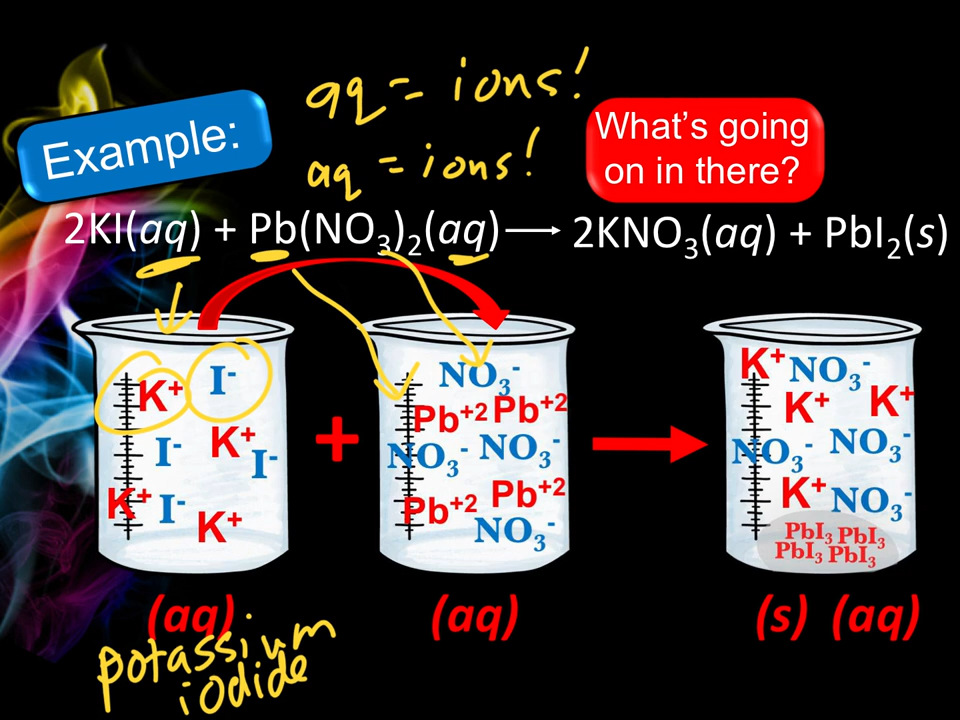 aq = ions!
Example:
What's going
on in there?
aq = ions!
2KI(aq) + Pb(NO₃)₂(aq) ⟶ 2KNO₃(aq) + PbI₂(s)
K⁺ I⁻
I⁻ K⁺ I⁻
K⁺ I⁻ K⁺
+
NO₃⁻
Pb⁺² Pb⁺²
NO₃⁻ NO₃⁻
Pb⁺² Pb⁺²
NO₃⁻
K⁺ NO₃⁻
K⁺ K⁺
NO₃⁻ NO₃⁻
K⁺ NO₃⁻
PbI₃ PbI₃
PbI₃ PbI₃
(aq) (aq) (s) (aq)
potassium
iodide